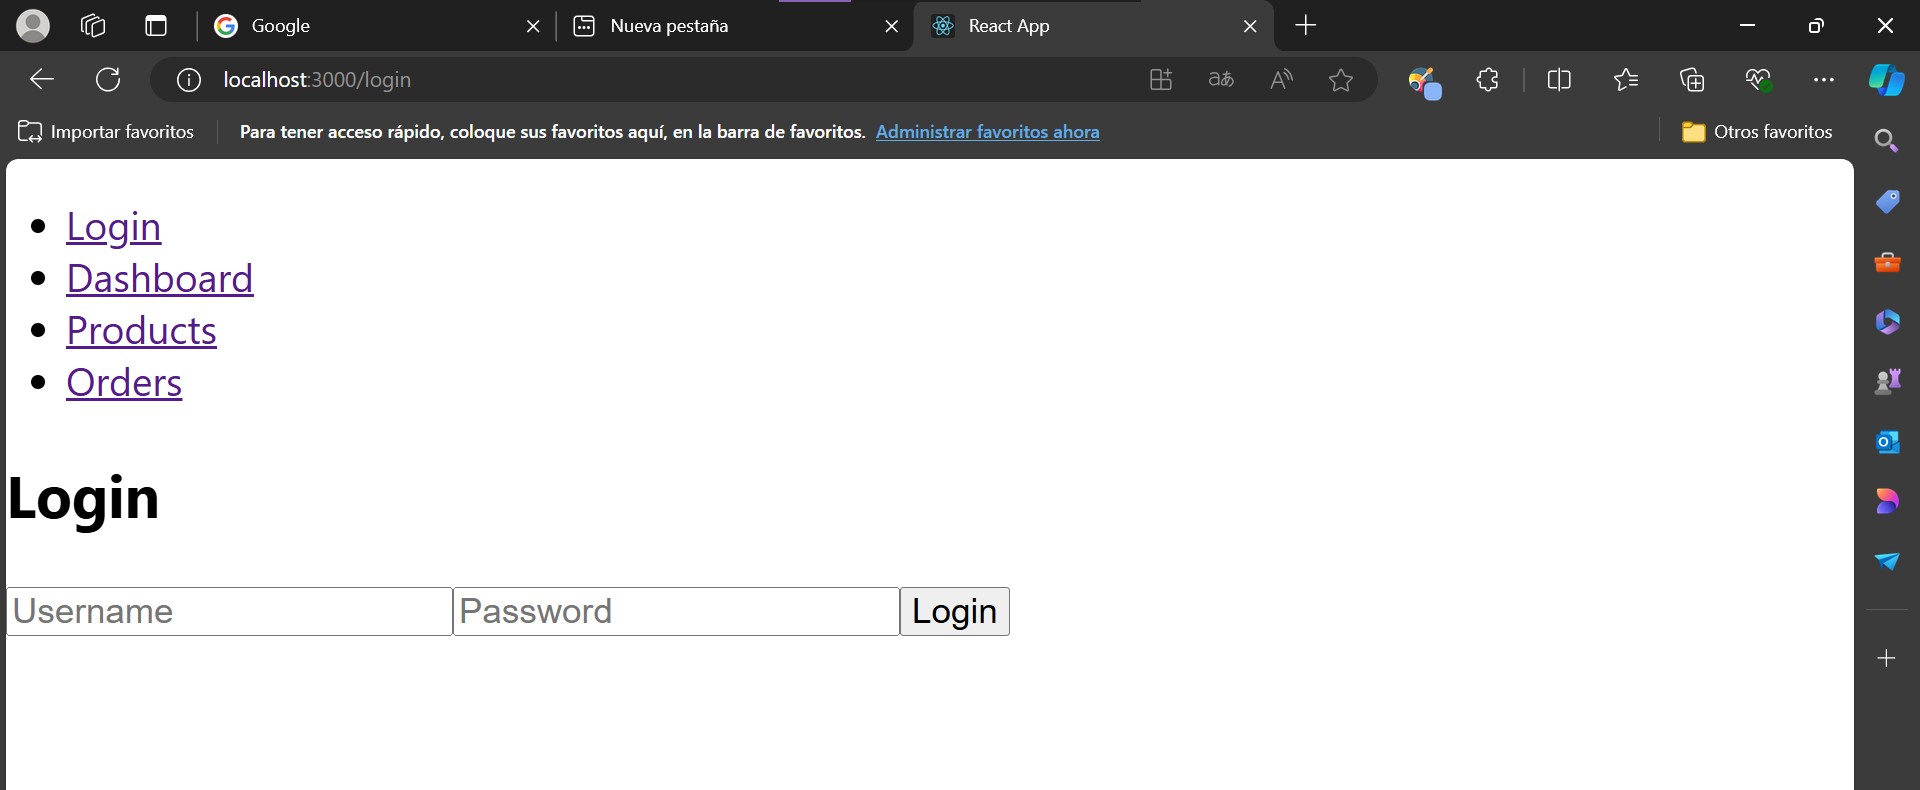 Google
Nueva pestaña
React App
localhost:3000/login
Importar favoritos
Para tener acceso rápido, coloque sus favoritos aquí, en la barra de favoritos. Administrar favoritos ahora
Otros favoritos
Login
Dashboard
Products
Orders
Login
Username
Password
Login